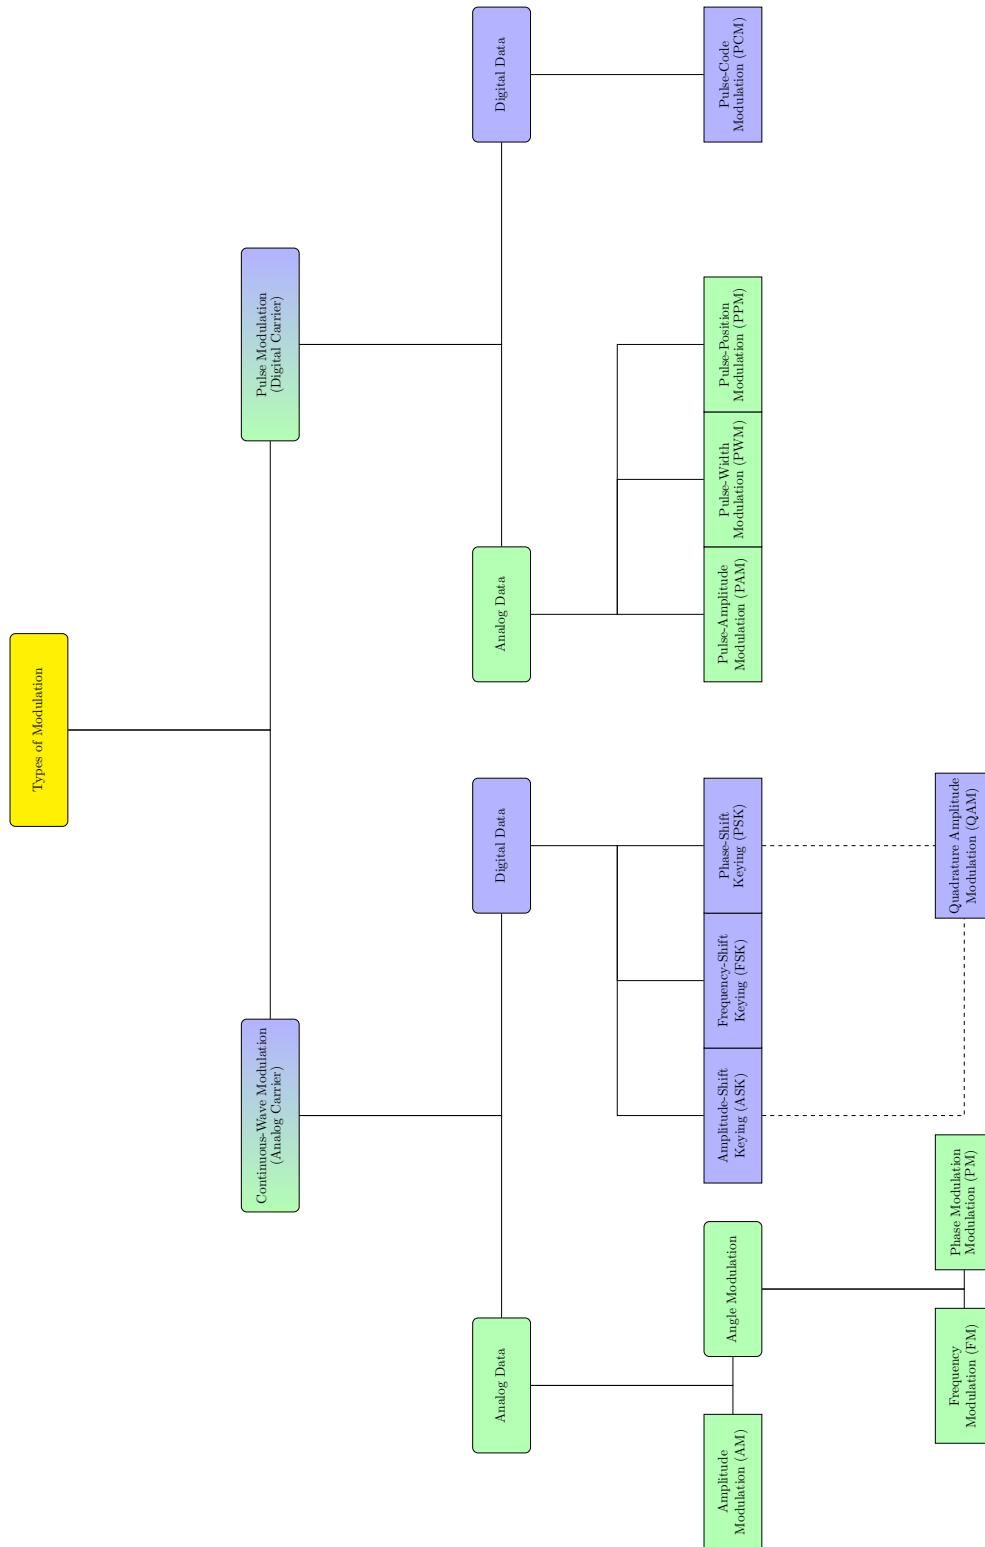 Types of Modulation
Continuous-Wave Modulation
(Analog Carrier)
Pulse Modulation
(Digital Carrier)
Analog Data
Digital Data
Analog Data
Digital Data
Amplitude
Modulation (AM)
Angle Modulation
Amplitude-Shift
Keying (ASK)
Frequency-Shift
Keying (FSK)
Phase-Shift
Keying (PSK)
Pulse-Amplitude
Modulation (PAM)
Pulse-Width
Modulation (PWM)
Pulse-Position
Modulation (PPM)
Pulse-Code
Modulation (PCM)
Frequency
Modulation (FM)
Phase Modulation
Modulation (PM)
Quadrature Amplitude
Modulation (QAM)